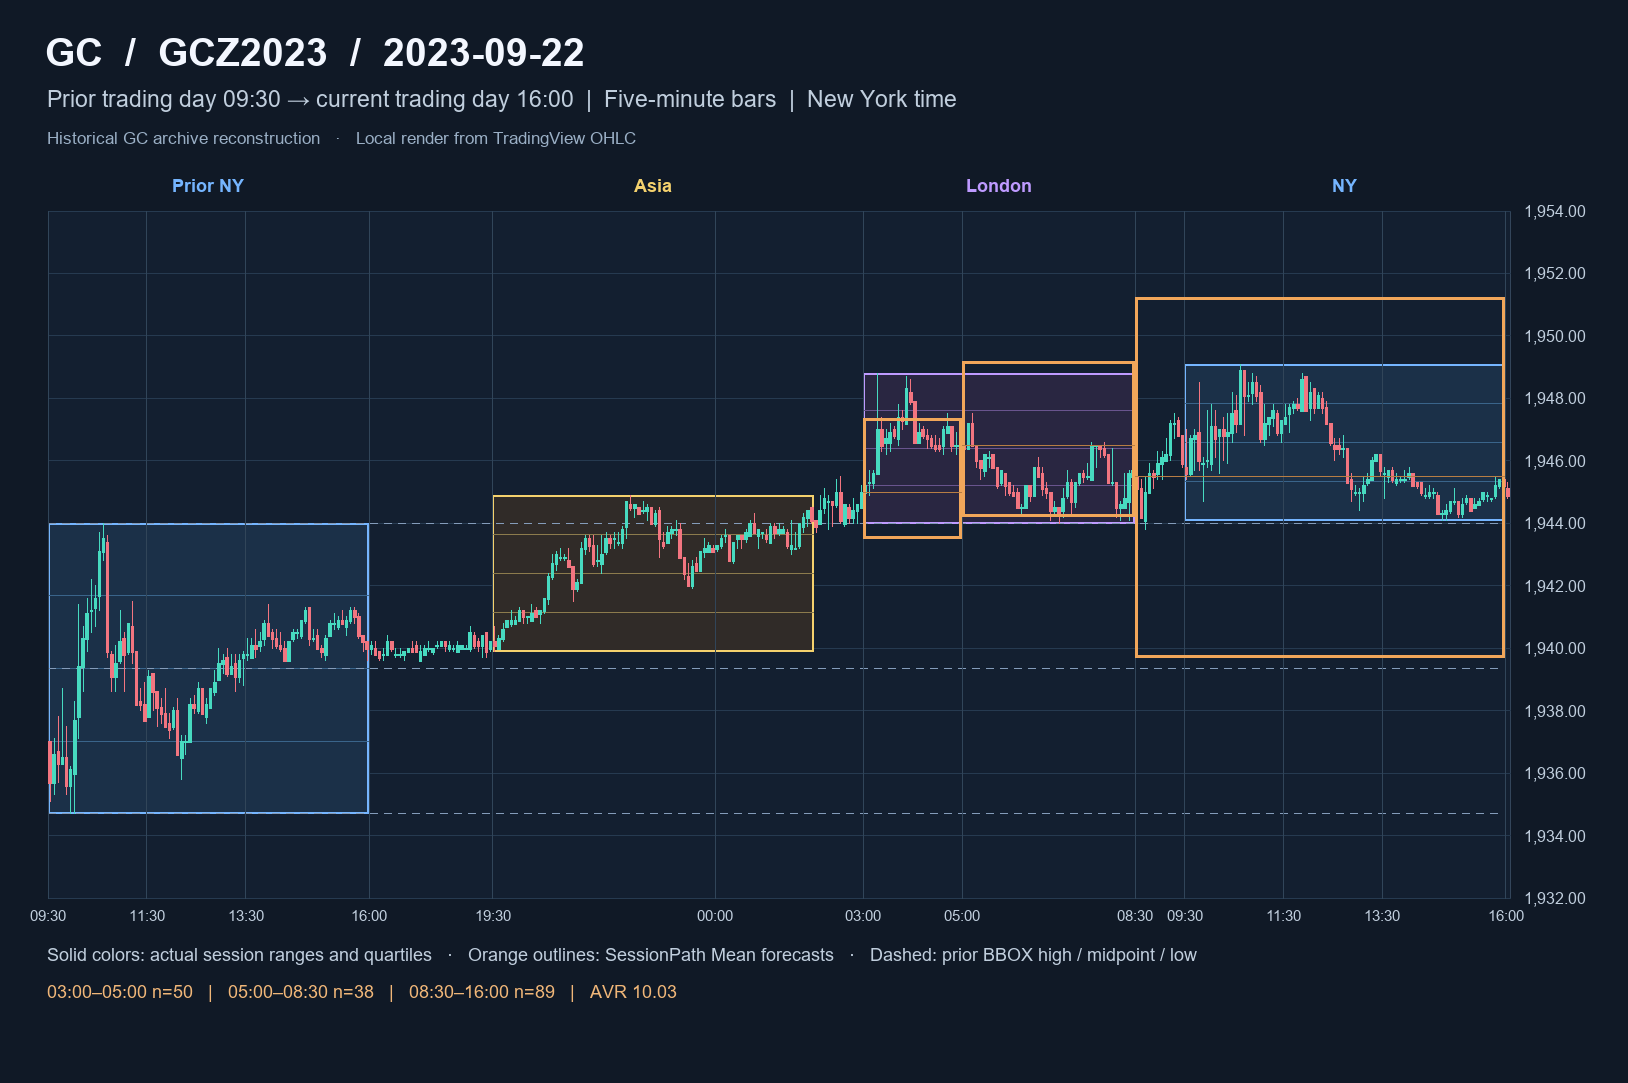 GC / GCZ2023 / 2023-09-22
Prior trading day 09:30 → current trading day 16:00 | Five-minute bars | New York time
Historical GC archive reconstruction · Local render from TradingView OHLC
Prior NY Asia London NY
1,954.00
1,952.00
1,950.00
1,948.00
1,946.00
1,944.00
1,942.00
1,940.00
1,938.00
1,936.00
1,934.00
1,932.00
09:30 11:30 13:30 16:00 19:30 00:00 03:00 05:00 08:30 09:30 11:30 13:30 16:00
Solid colors: actual session ranges and quartiles · Orange outlines: SessionPath Mean forecasts · Dashed: prior BBOX high / midpoint / low
03:00–05:00 n=50 | 05:00–08:30 n=38 | 08:30–16:00 n=89 | AVR 10.03